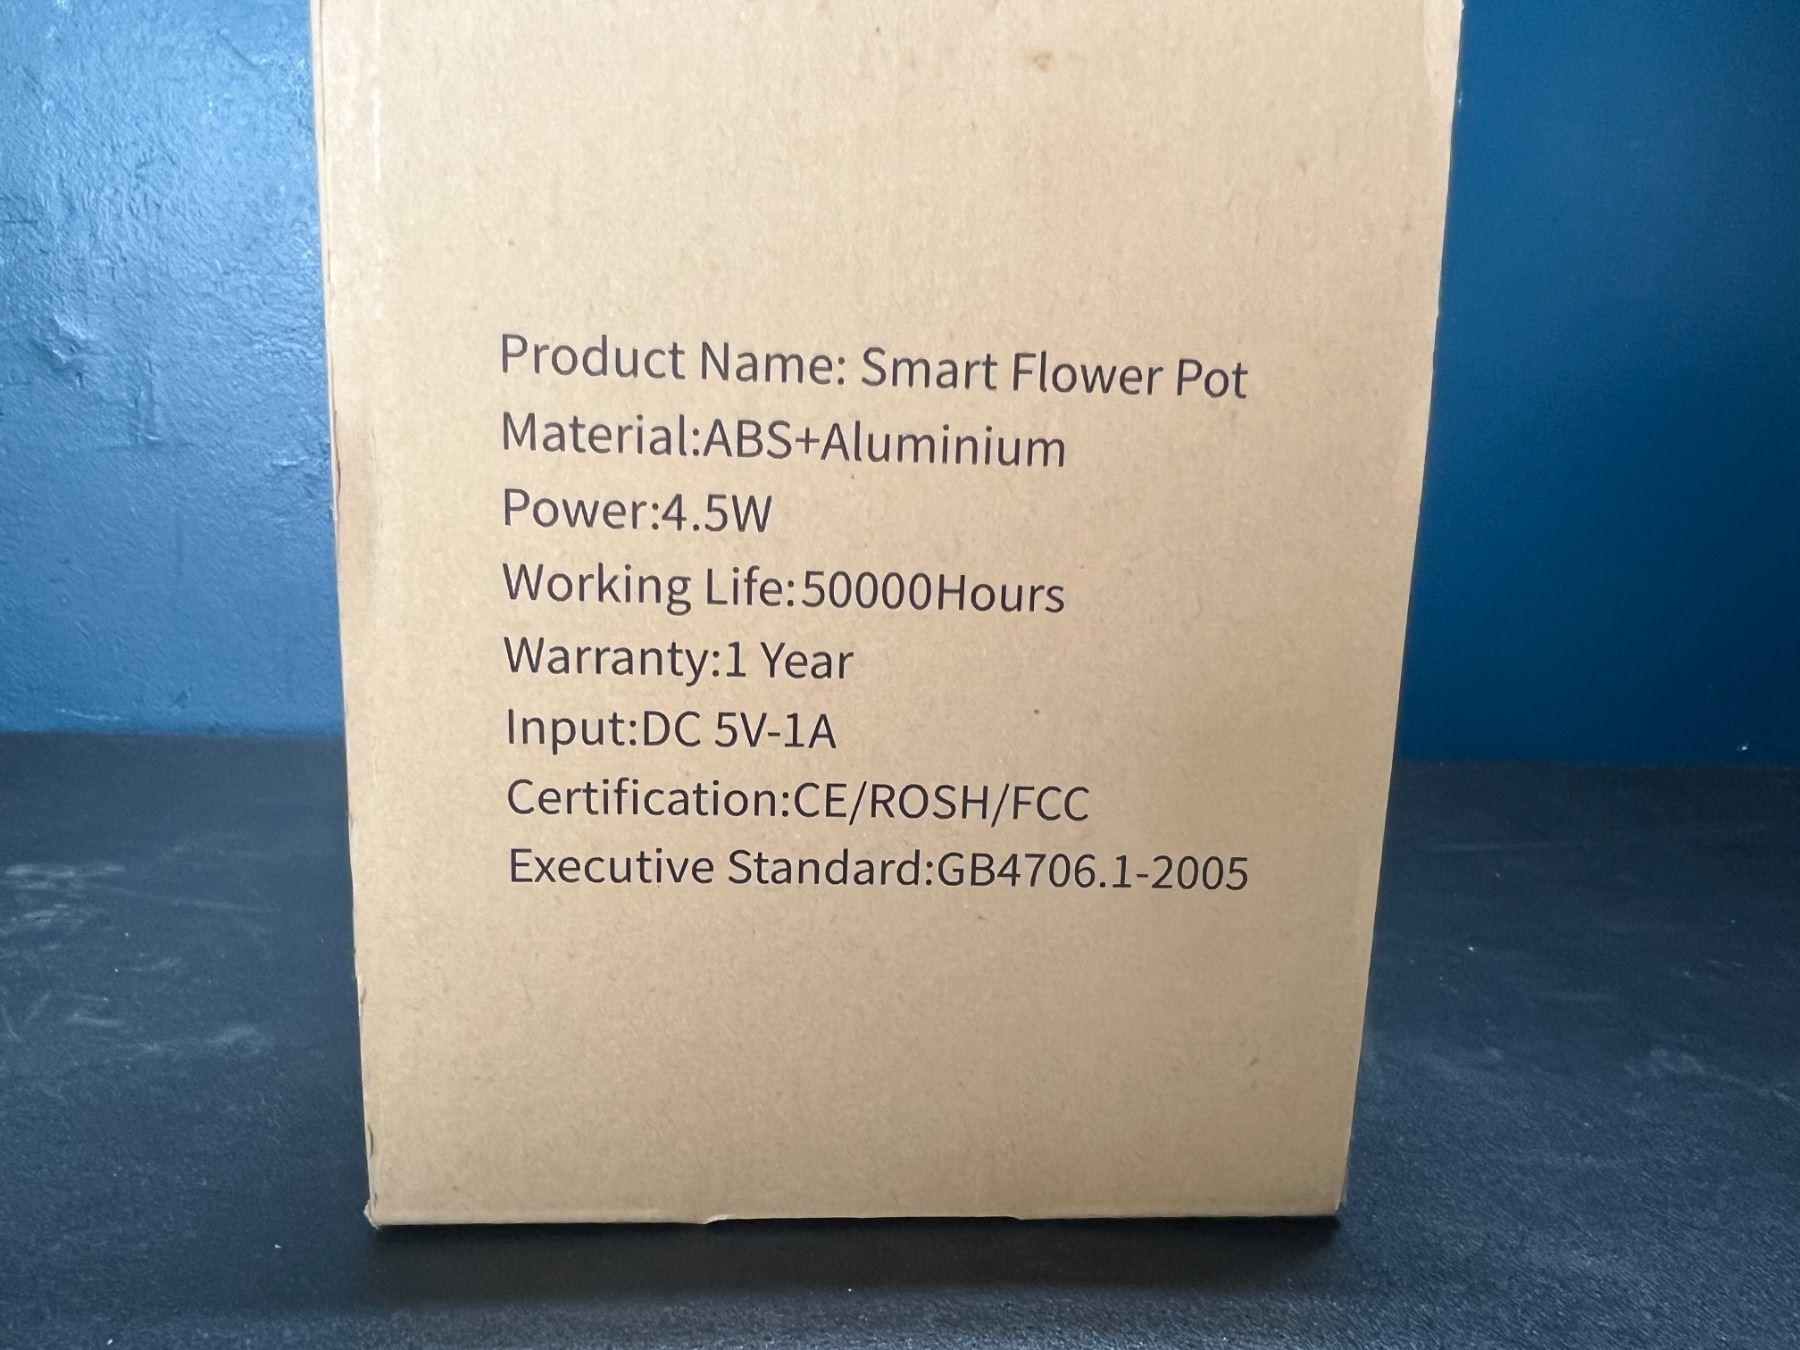 Product Name: Smart Flower Pot
Material:ABS+Aluminium
Power:4.5W
Working Life:50000Hours
Warranty:1 Year
Input:DC 5V-1A
Certification:CE/ROSH/FCC
Executive Standard:GB4706.1-2005